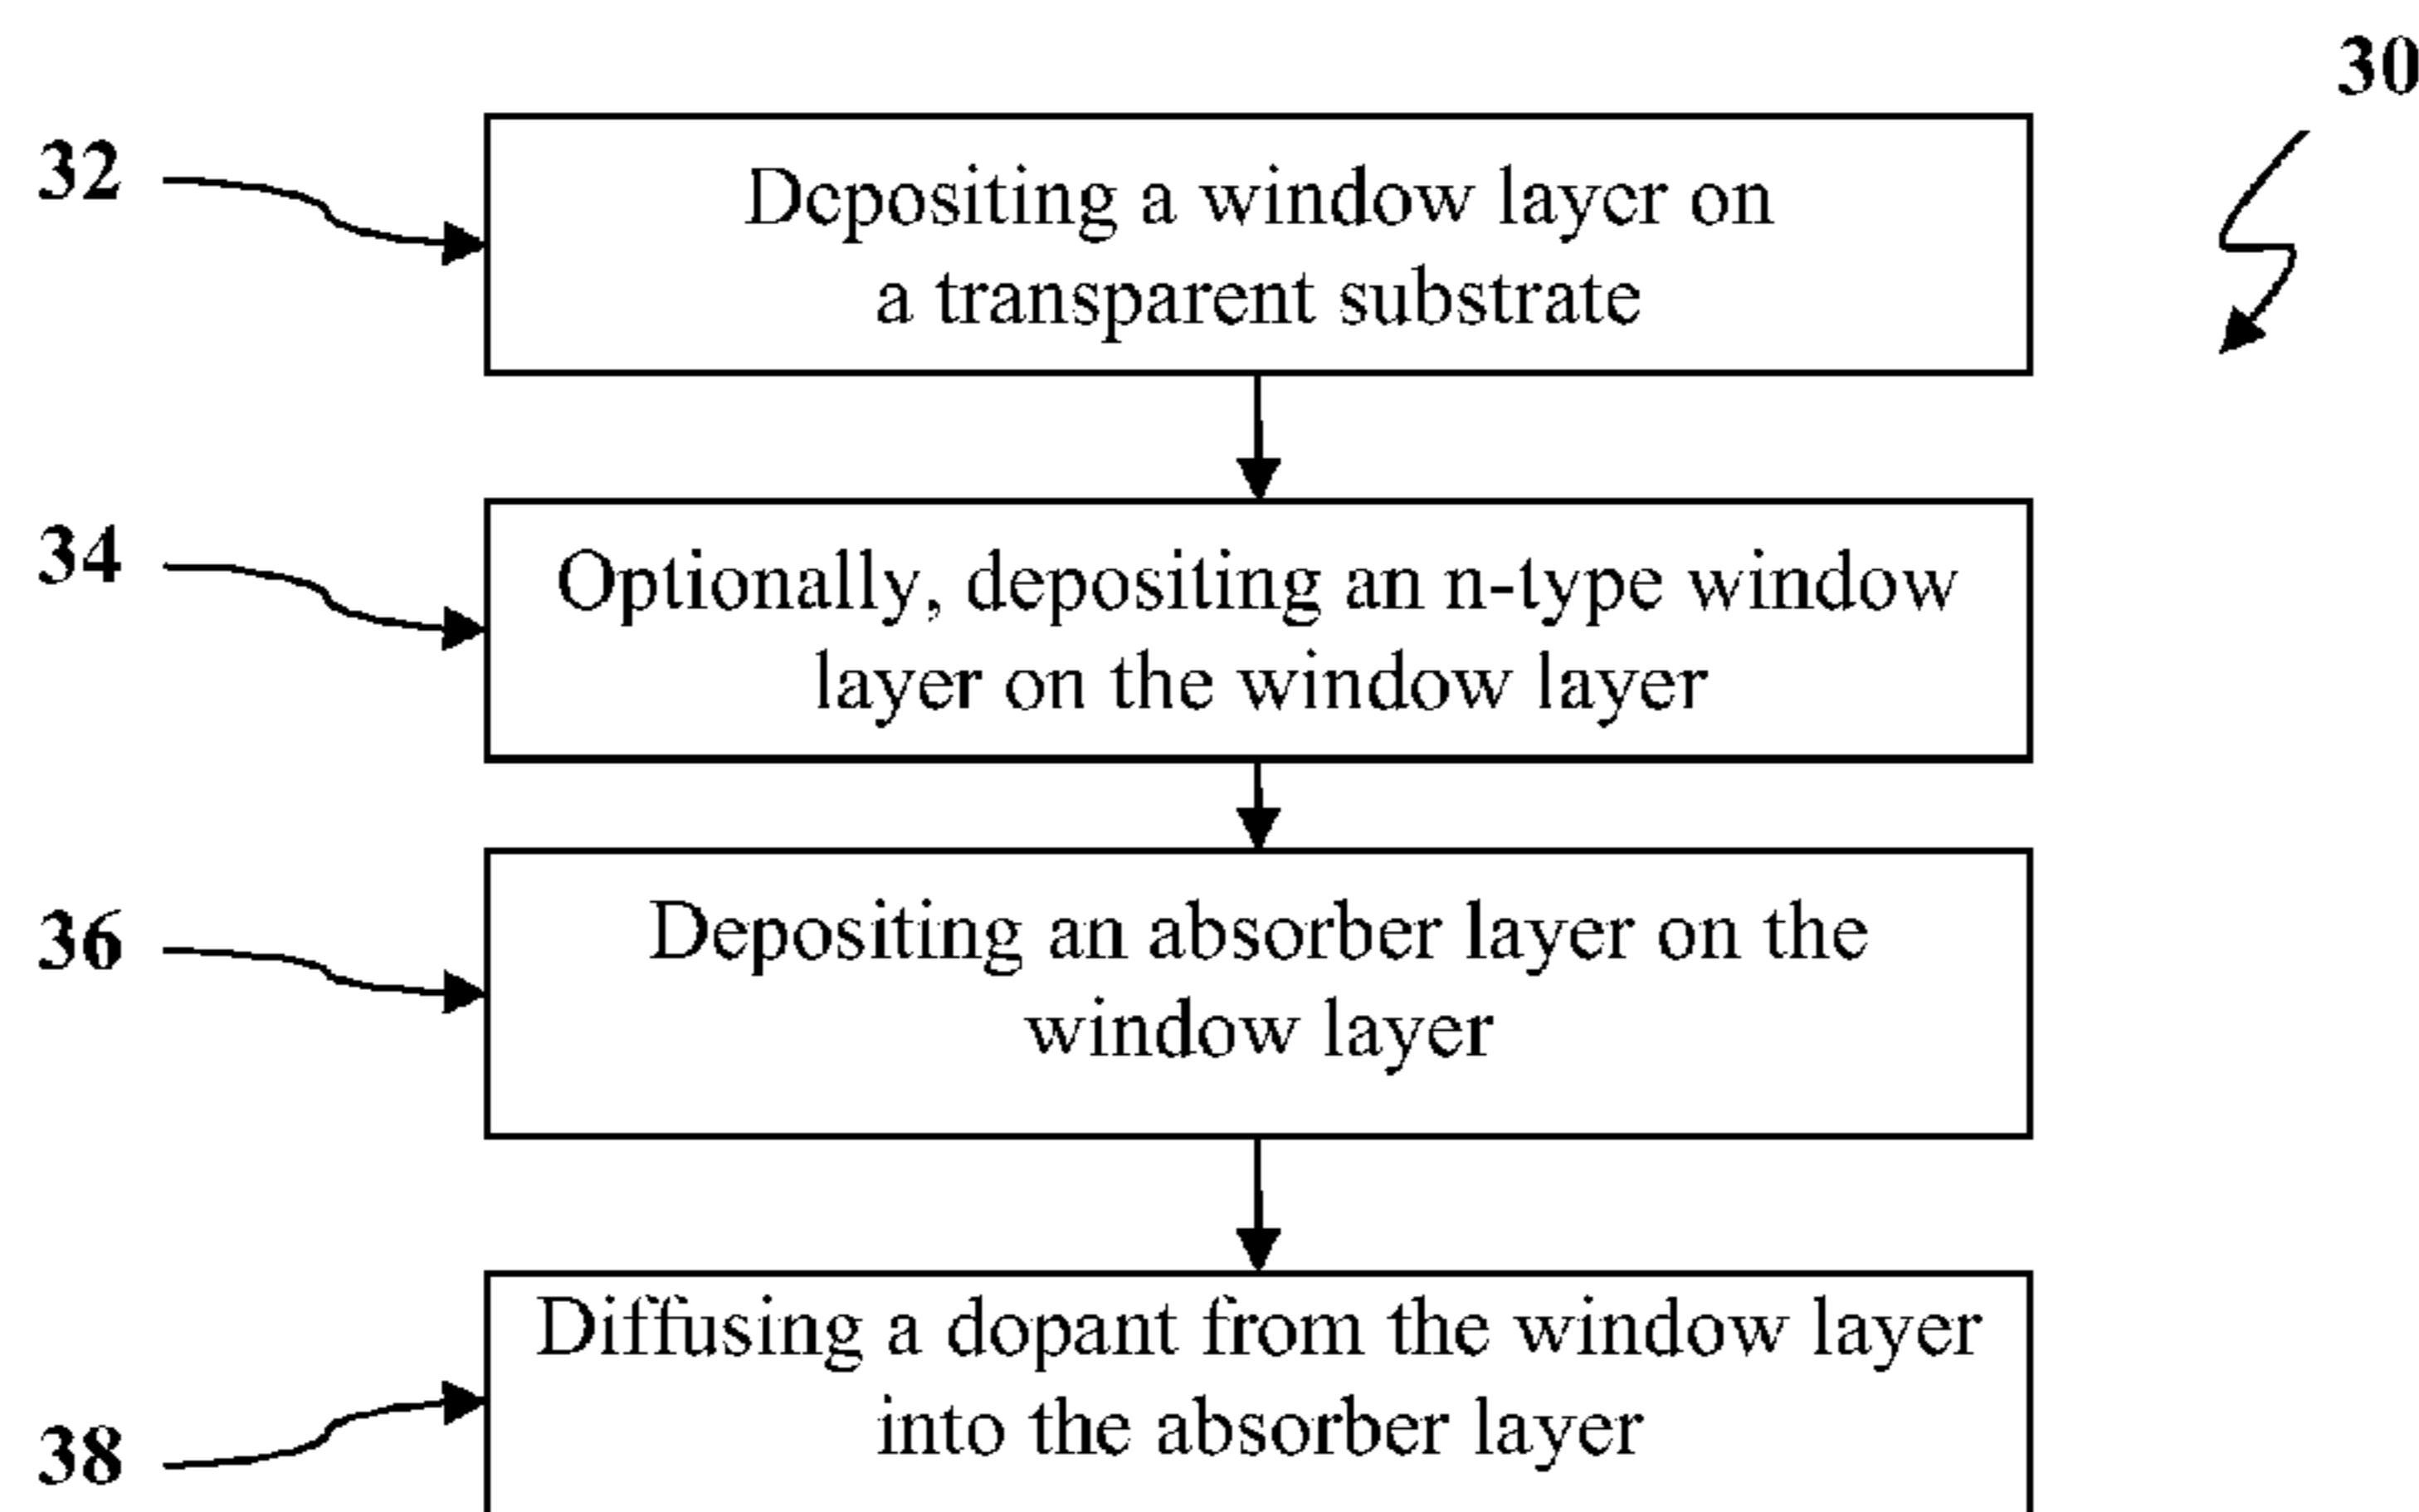 30
32
Depositing a window layer on
a transparent substrate
34
Optionally, depositing an n-type window
layer on the window layer
36
Depositing an absorber layer on the
window layer
Diffusing a dopant from the window layer
into the absorber layer
38